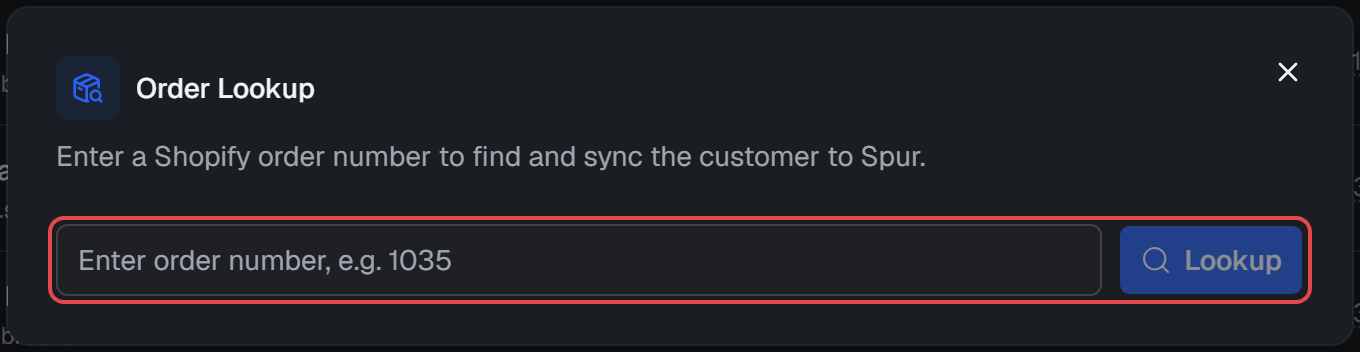 Order Lookup
Enter a Shopify order number to find and sync the customer to Spur.
Enter order number, e.g. 1035
Lookup